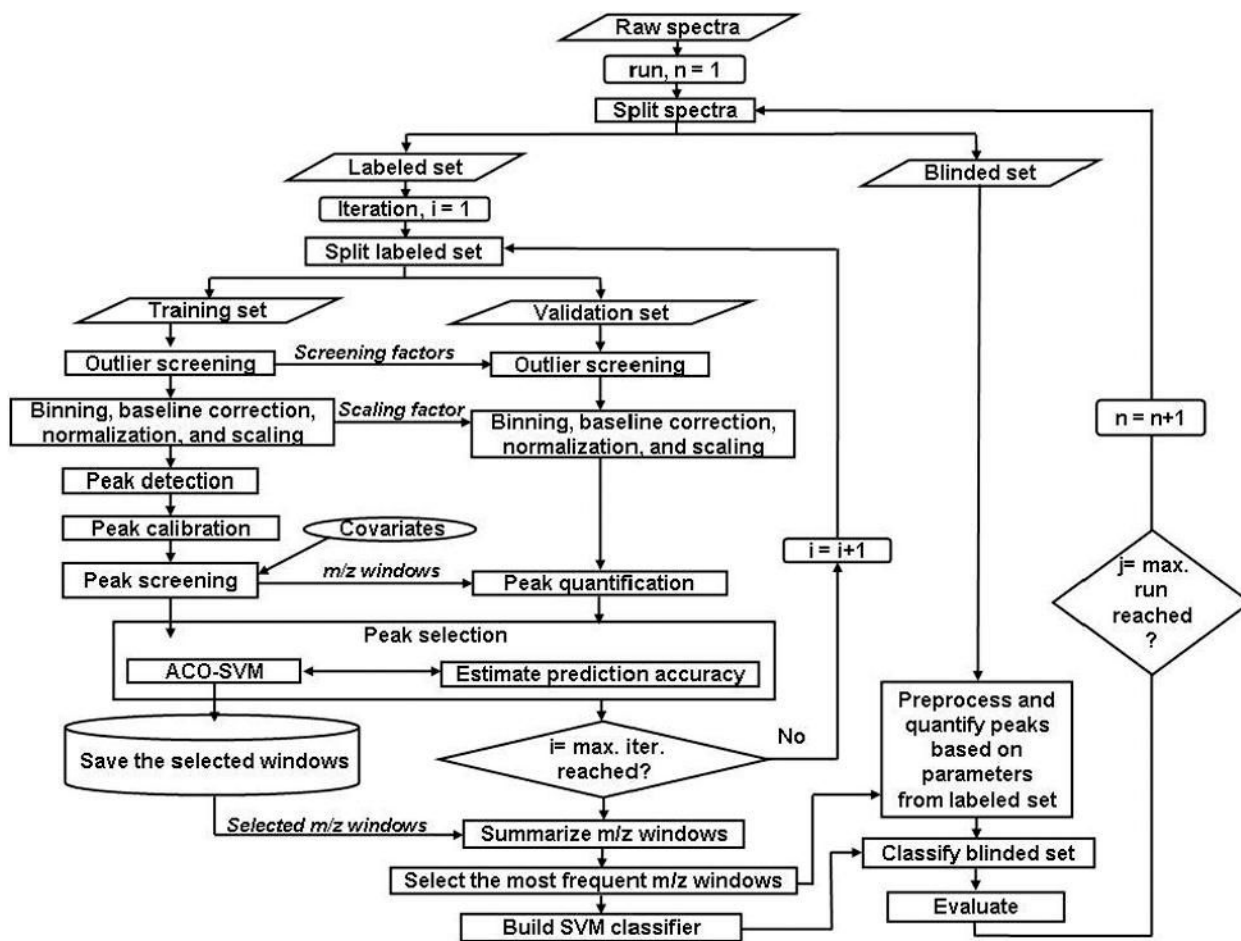 Raw spectra
run, n = 1
Split spectra
Labeled set
Blinded set
Iteration, i = 1
Split labeled set
Training set
Validation set
Outlier screening
Screening factors
Outlier screening
Binning, baseline correction,
normalization, and scaling
Scaling factor
Binning, baseline correction,
normalization, and scaling
n = n+1
Peak detection
Peak calibration
Covariates
i = i+1
Peak screening
m/z windows
Peak quantification
j= max.
run
reached
?
Peak selection
ACO-SVM
Estimate prediction accuracy
Preprocess and
quantify peaks
based on
parameters
from labeled set
Save the selected windows
i= max. iter.
reached?
No
Selected m/z windows
Summarize m/z windows
Classify blinded set
Select the most frequent m/z windows
Evaluate
Build SVM classifier